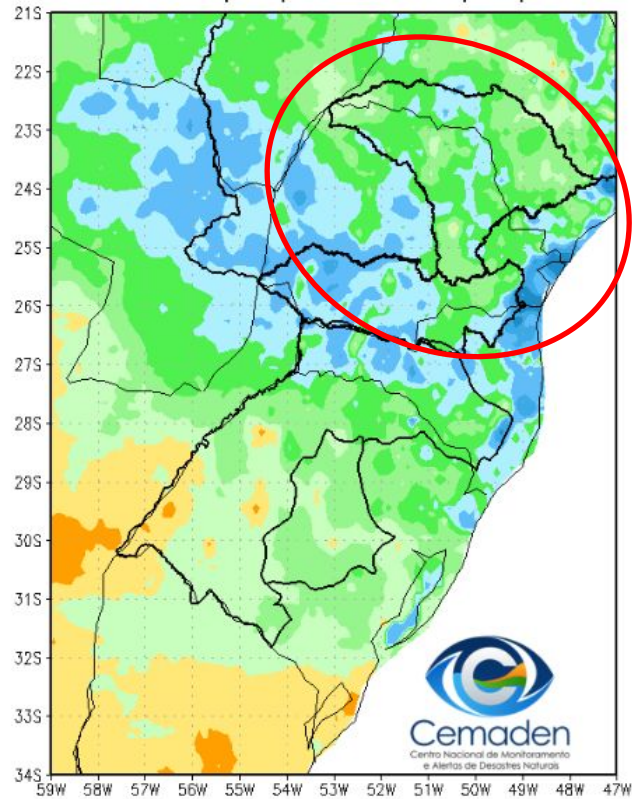 21S
22S
23S
24S
25S
26S
27S
28S
29S
30S
31S
32S
33S
34S
59W 58W 57W 56W 55W 54W 53W 52W 51W 50W 49W 48W 47W
Cemaden
Centro Nacional de Monitoramento
e Alertas de Desastres Naturais